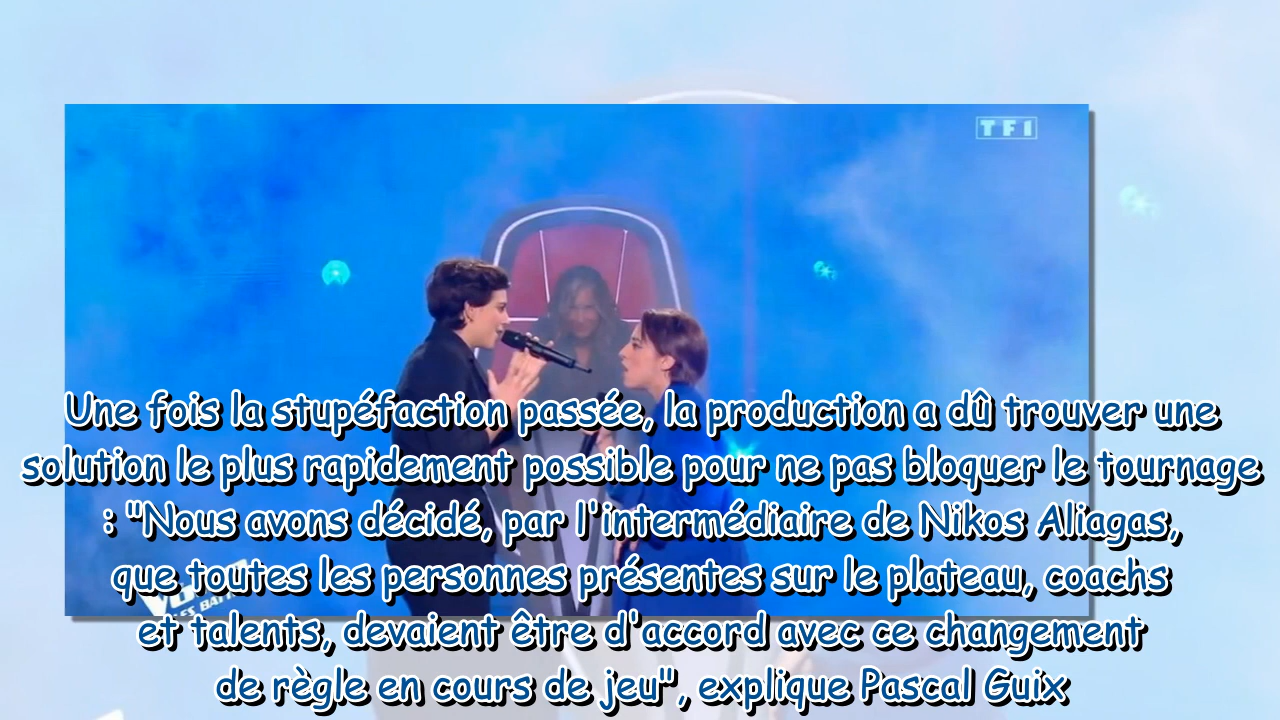 TF1
Une fois la stupéfaction passée, la production a dû trouver une
solution le plus rapidement possible pour ne pas bloquer le tournage
: "Nous avons décidé, par l'intermédiaire de Nikos Aliagas,
que toutes les personnes présentes sur le plateau, coachs
et talents, devaient être d'accord avec ce changement
de règle en cours de jeu", explique Pascal Guix